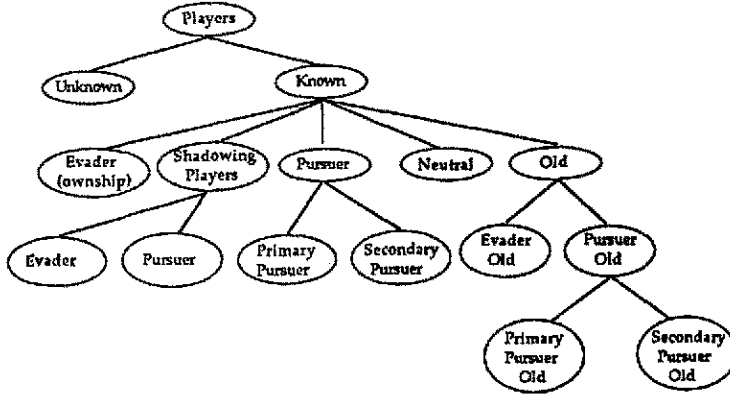 Players
Unknown
Known
Evader
(ownship)
Shadowing
Players
Pursuer
Neutral
Old
Evader
Pursuer
Primary
Pursuer
Secondary
Pursuer
Evader
Old
Pursuer
Old
Primary
Pursuer
Old
Secondary
Pursuer
Old